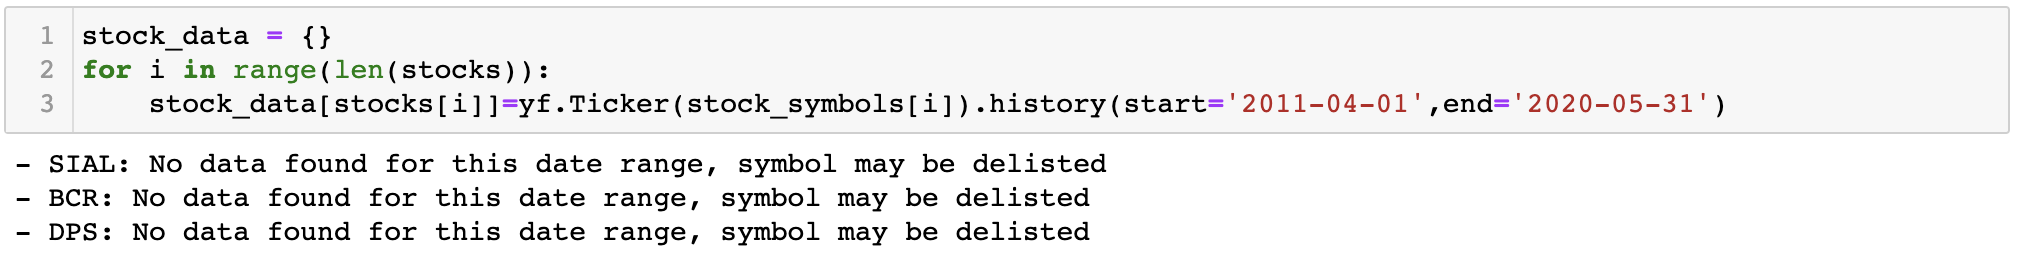 1 stock_data = {}
2 for i in range(len(stocks)):
3     stock_data[stocks[i]]=yf.Ticker(stock_symbols[i]).history(start='2011-04-01',end='2020-05-31')
- SIAL: No data found for this date range, symbol may be delisted
- BCR: No data found for this date range, symbol may be delisted
- DPS: No data found for this date range, symbol may be delisted